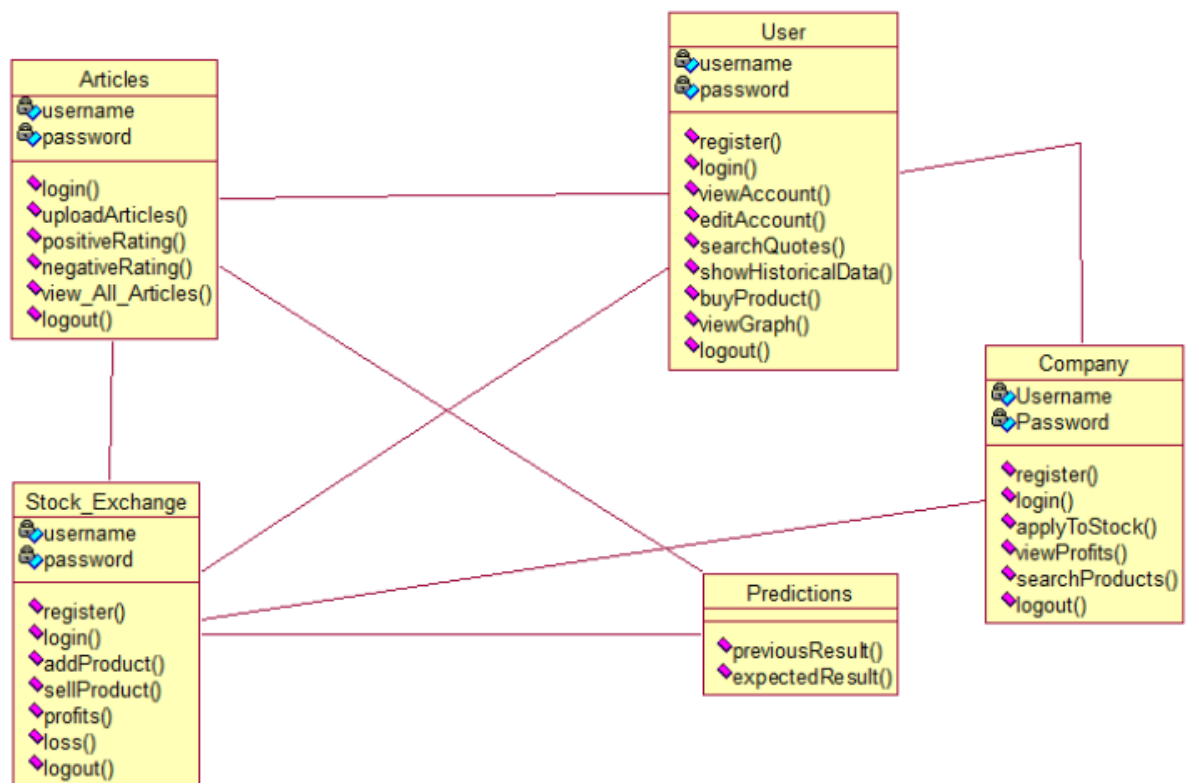 Articles
username
password
login()
uploadArticles()
positiveRating()
negativeRating()
view_All_Articles()
logout()
User
username
password
register()
login()
viewAccount()
editAccount()
searchQuotes()
showHistoricalData()
buyProduct()
viewGraph()
logout()
Company
Username
Password
register()
login()
applyToStock()
viewProfits()
searchProducts()
logout()
Stock_Exchange
username
password
register()
login()
addProduct()
sellProduct()
profits()
loss()
logout()
Predictions
previousResult()
expectedResult()